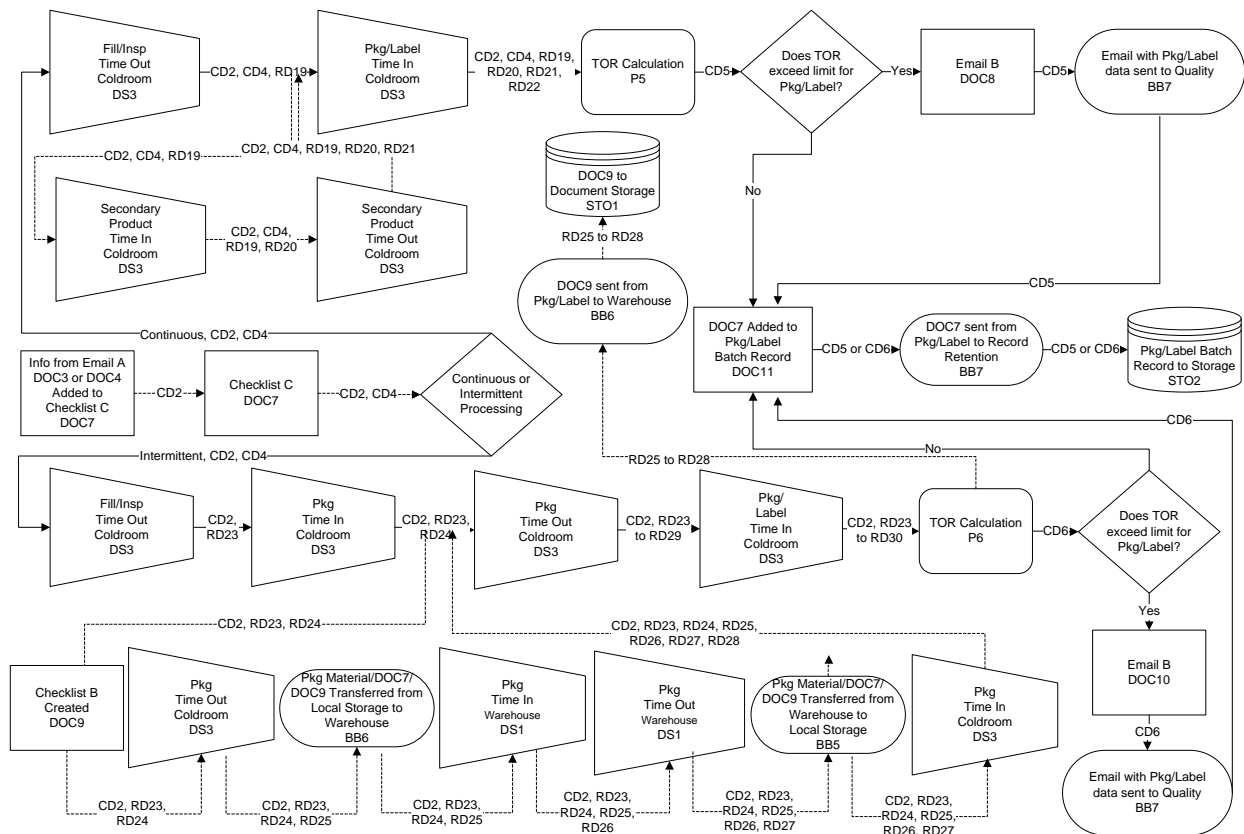 Fill/Insp
Time Out
Coldroom
DS3
CD2, CD4, RD19
Pkg/Label
Time In
Coldroom
DS3
CD2, CD4, RD19,
RD20, RD21,
RD22
TOR Calculation
P5
CD5
Does TOR
exceed limit for
Pkg/Label?
Yes
Email B
DOC8
CD5
Email with Pkg/Label
data sent to Quality
BB7
CD2, CD4, RD19
CD2, CD4, RD19, RD20, RD21
Secondary
Product
Time In
Coldroom
DS3
CD2, CD4,
RD19, RD20
Secondary
Product
Time Out
Coldroom
DS3
DOC9 to
Document Storage
STO1
RD25 to RD28
DOC9 sent from
Pkg/Label to Warehouse
BB6
No
CD5
Continuous, CD2, CD4
Info from Email A
DOC3 or DOC4
Added to
Checklist C
DOC7
CD2
Checklist C
DOC7
CD2, CD4
Continuous or
Intermittent
Processing
DOC7 Added to
Pkg/Label
Batch Record
DOC11
CD5 or CD6
DOC7 sent from
Pkg/Label to Record
Retention
BB7
CD5 or CD6
Pkg/Label Batch
Record to Storage
STO2
CD6
Intermittent, CD2, CD4
RD25 to RD28
No
Fill/Insp
Time Out
Coldroom
DS3
CD2,
RD23
Pkg
Time In
Coldroom
DS3
CD2, RD23,
RD24
Pkg
Time Out
Coldroom
DS3
CD2, RD23
to RD29
Pkg/
Label
Time In
Coldroom
DS3
CD2, RD23
to RD30
TOR Calculation
P6
CD6
Does TOR
exceed limit for
Pkg/Label?
Yes
CD2, RD23, RD24
CD2, RD23, RD24, RD25,
RD26, RD27, RD28
Checklist B
Created
DOC9
Pkg
Time Out
Coldroom
DS3
Pkg Material/DOC7/
DOC9 Transferred from
Local Storage to
Warehouse
BB6
Pkg
Time In
Warehouse
DS1
Pkg
Time Out
Warehouse
DS1
Pkg Material/DOC7/
DOC9 Transferred from
Warehouse to
Local Storage
BB5
Pkg
Time In
Coldroom
DS3
Email B
DOC10
CD6
Email with Pkg/Label
data sent to Quality
BB7
CD2, RD23,
RD24
CD2, RD23,
RD24, RD25
CD2, RD23,
RD24, RD25
CD2, RD23,
RD24, RD25,
RD26
CD2, RD23,
RD24, RD25,
RD26, RD27
CD2, RD23,
RD24, RD25,
RD26, RD27